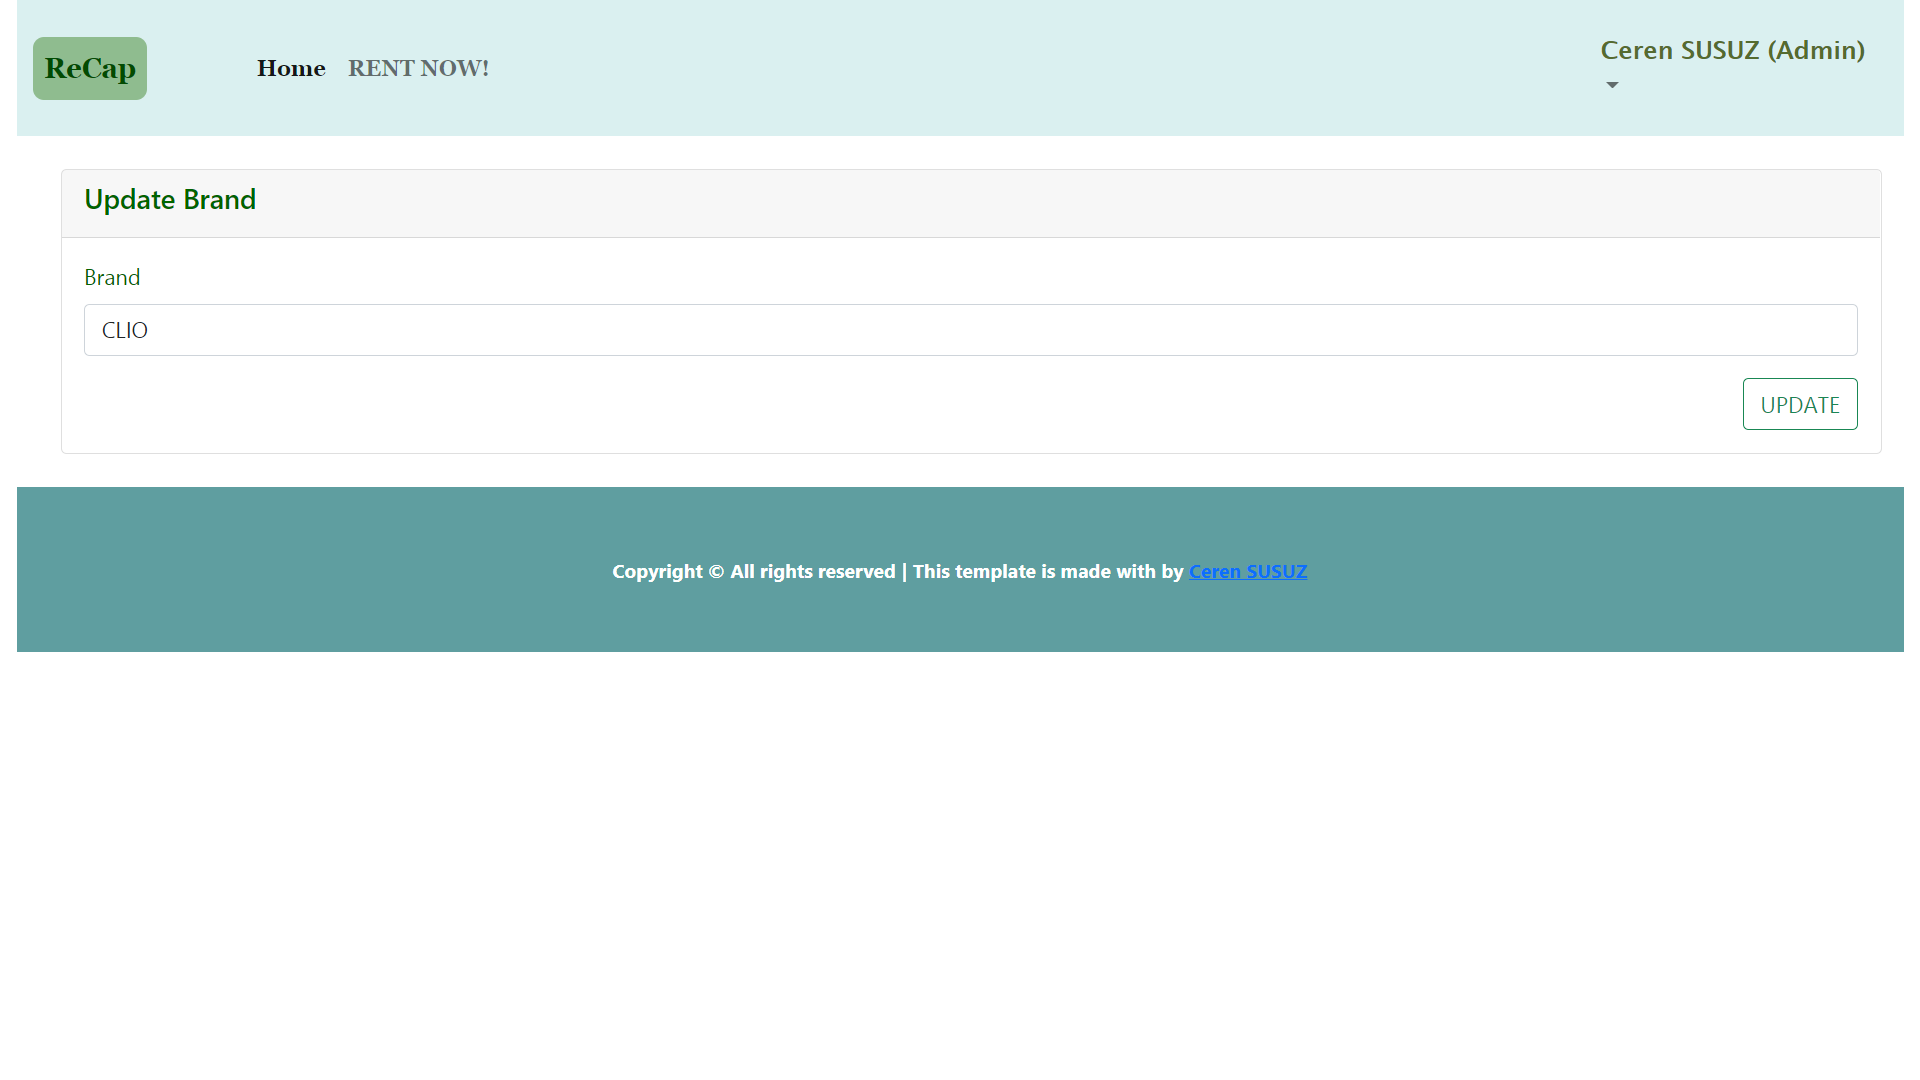 ReCap
Home RENT NOW!
Ceren SUSUZ (Admin)
Update Brand
Brand
CLIO
UPDATE
Copyright © All rights reserved | This template is made with by Ceren SUSUZ